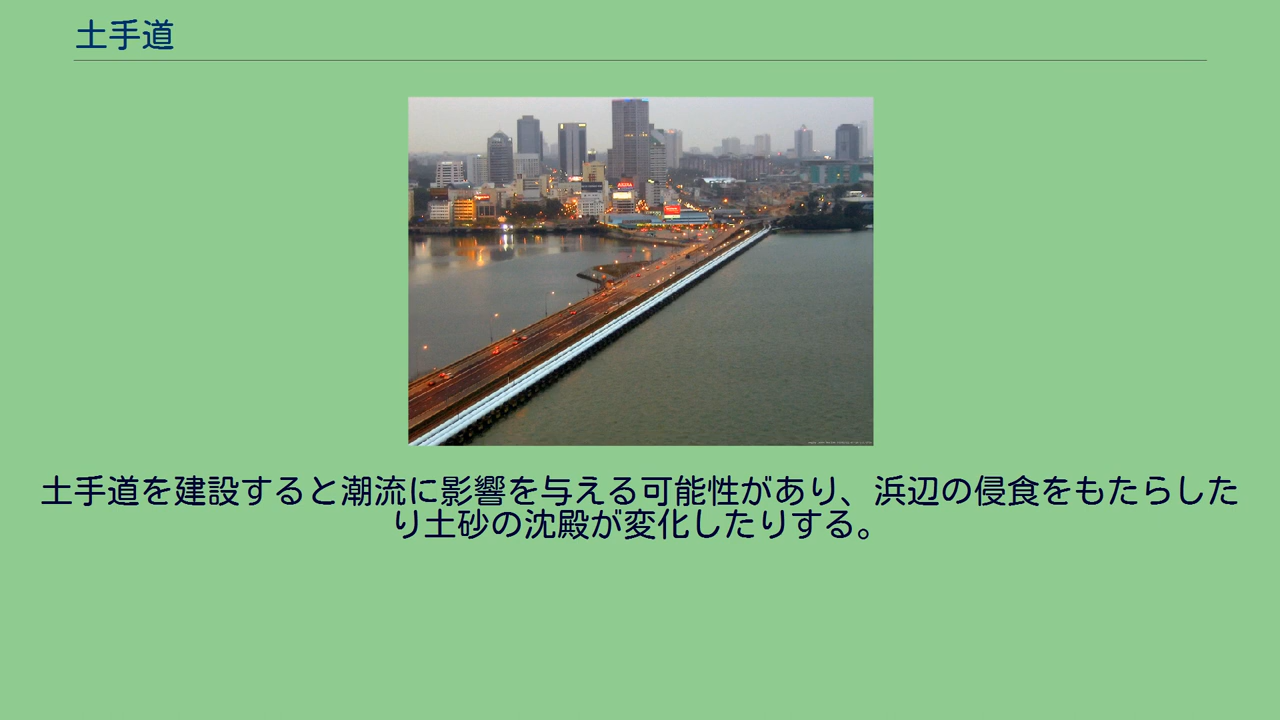 土手道
土手道を建設すると潮流に影響を与える可能性があり、浜辺の侵食をもたらした
り土砂の沈殿が変化したりする。